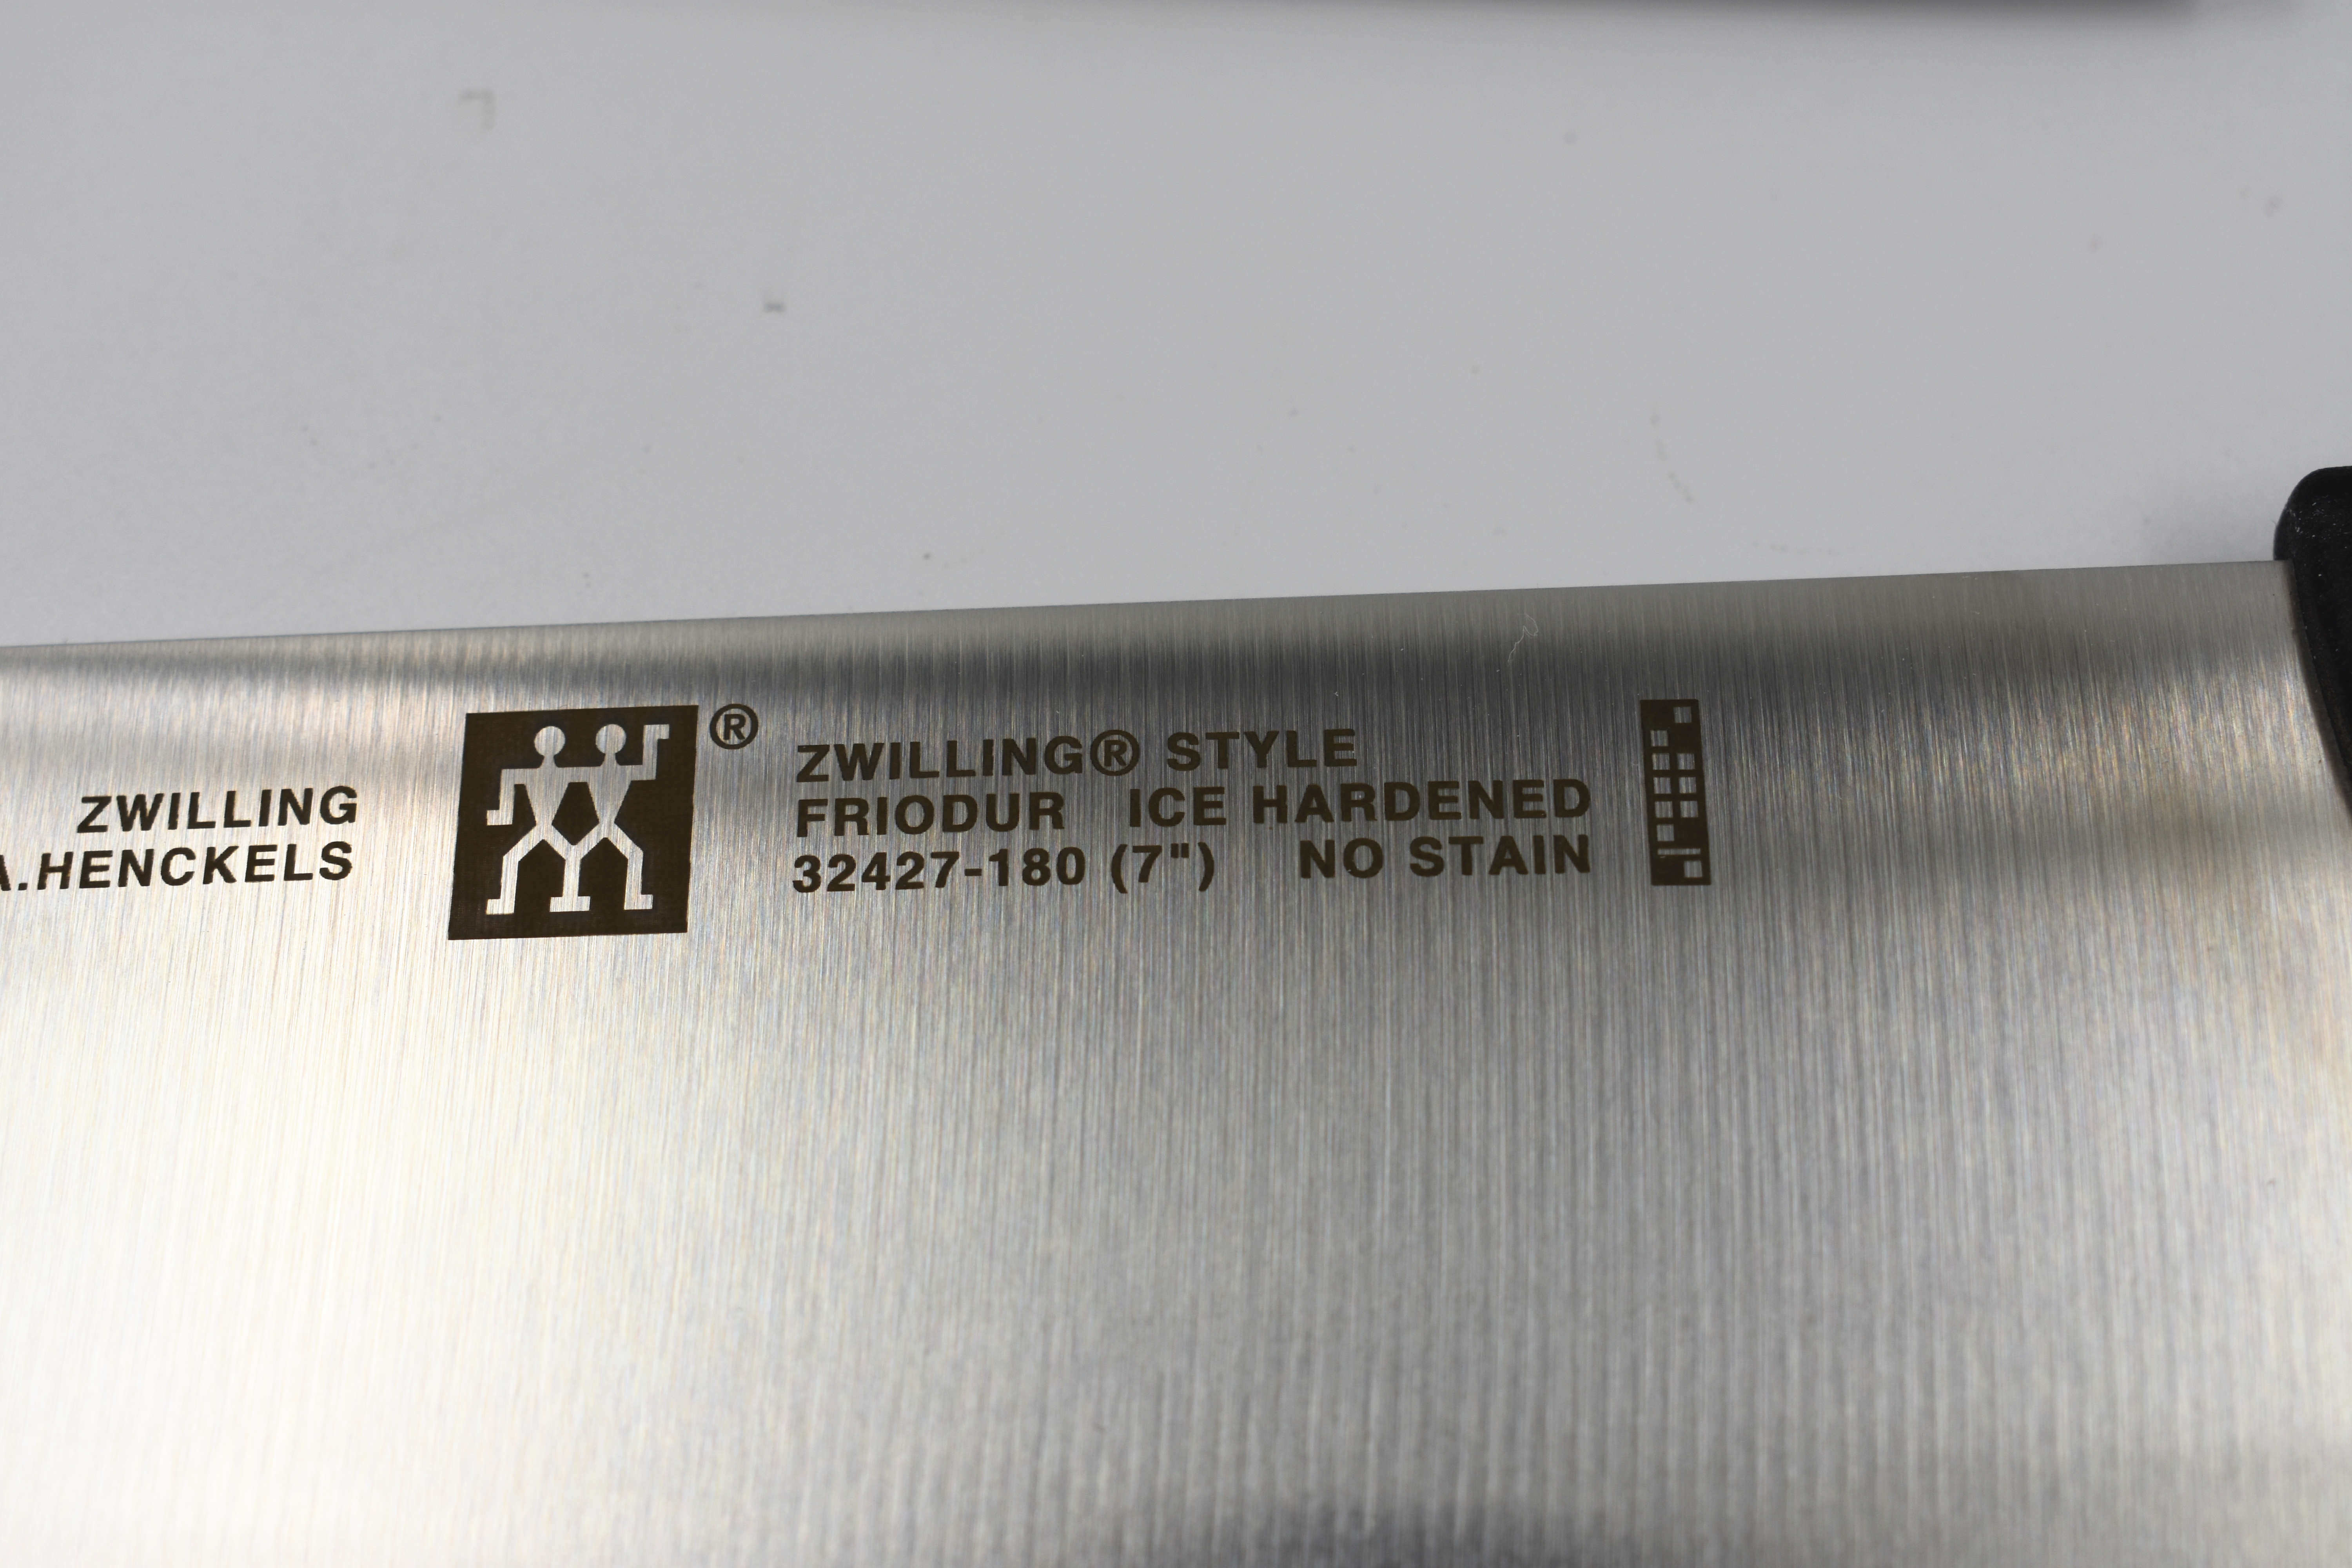 ZWILLING
A.HENCKELS
®
ZWILLING® STYLE
FRIODUR ICE HARDENED
32427-180 (7") NO STAIN